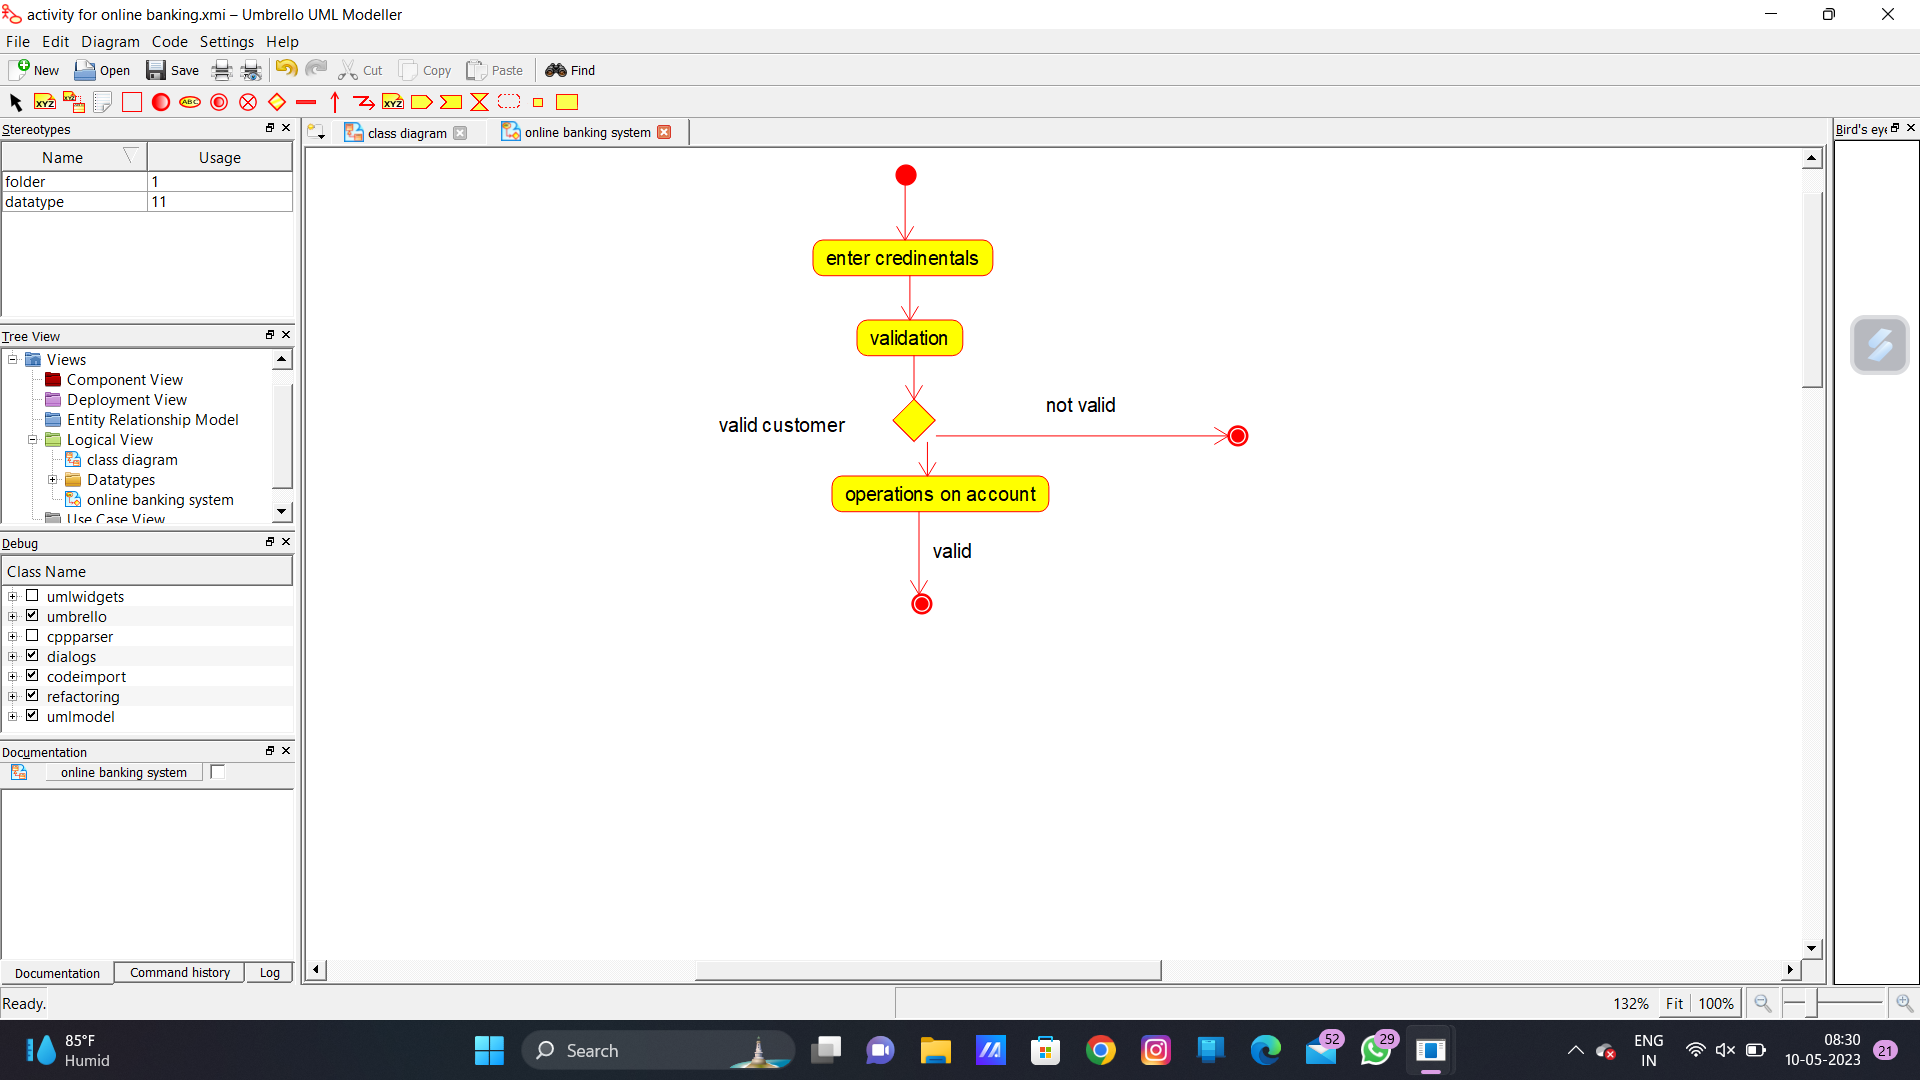 activity for online banking.xmi – Umbrello UML Modeller
File Edit Diagram Code Settings Help
New Open Save Cut Copy Paste Find
XYZ XYZ ABC XYZ
Stereotypes
Name Usage
folder 1
datatype 11
Tree View
Views
Component View
Deployment View
Entity Relationship Model
Logical View
class diagram
Datatypes
online banking system
Use Case View
Debug
Class Name
umlwidgets
umbrello
cppparser
dialogs
codeimport
refactoring
umlmodel
Documentation
online banking system
Documentation Command history Log
Ready.
class diagram online banking system
enter credinentals
validation
valid customer
not valid
operations on account
valid
Bird's eye
132% Fit 100%
85°F
Humid
Search
52
29
ENG
IN
08:30
10-05-2023
21